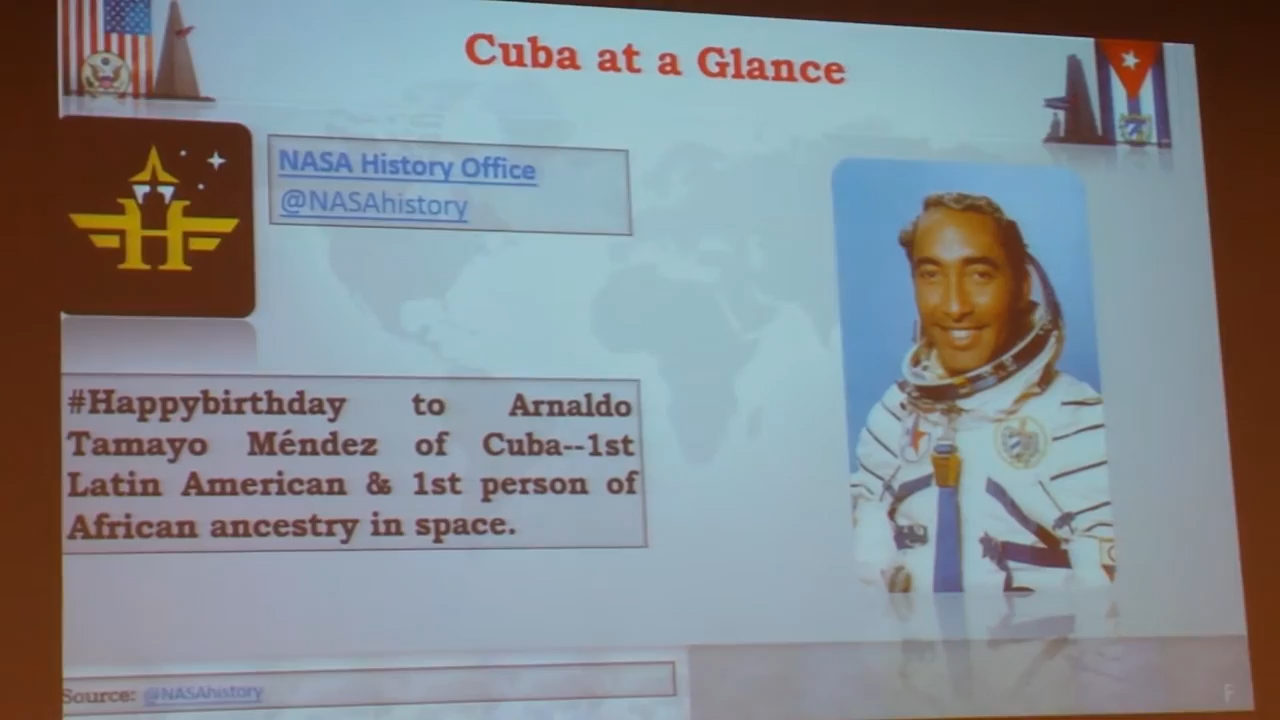 Cuba at a Glance
NASA History Office
@NASAhistory
#Happybirthday to Arnaldo
Tamayo Méndez of Cuba--1st
Latin American & 1st person of
African ancestry in space.
Source: @NASAhistory
F